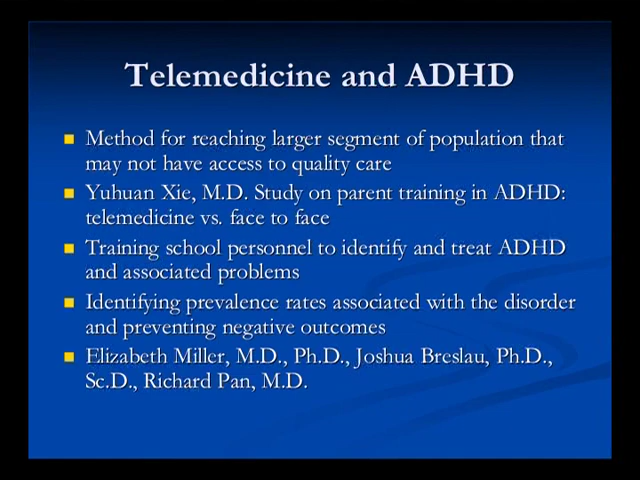 Telemedicine and ADHD
Method for reaching larger segment of population that
may not have access to quality care
Yuhuan Xie, M.D. Study on parent training in ADHD:
telemedicine vs. face to face
Training school personnel to identify and treat ADHD
and associated problems
Identifying prevalence rates associated with the disorder
and preventing negative outcomes
Elizabeth Miller, M.D., Ph.D., Joshua Breslau, Ph.D.,
Sc.D., Richard Pan, M.D.